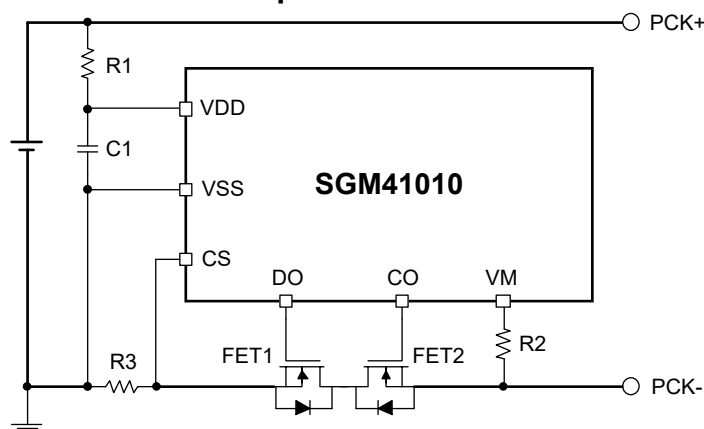 PCK+
R1
VDD
C1
SGM41010
VSS
CS
DO CO VM
R3 FET1 FET2 R2
PCK-